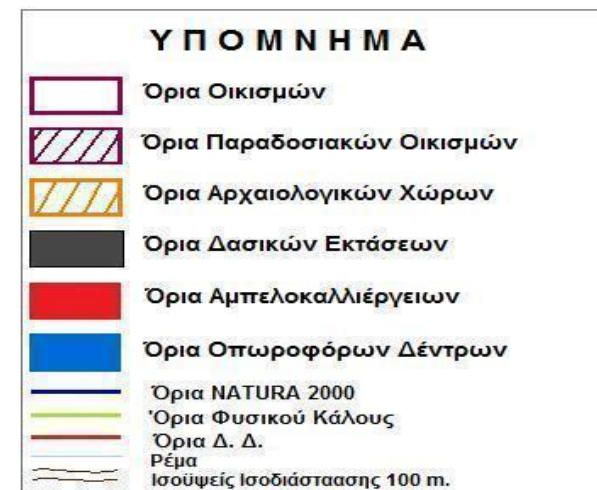 Υ Π Ο Μ Ν Η Μ Α
Όρια Οικισμών
Όρια Παραδοσιακών Οικισμών
Όρια Αρχαιολογικών Χώρων
Όρια Δασικών Εκτάσεων
Όρια Αμπελοκαλλιέργειων
Όρια Οπωροφόρων Δέντρων
Όρια NATURA 2000
Όρια Φυσικού Κάλους
Όρια Δ. Δ.
Ρέμα
Ισοϋψείς Ισοδιάσταασης 100 m.